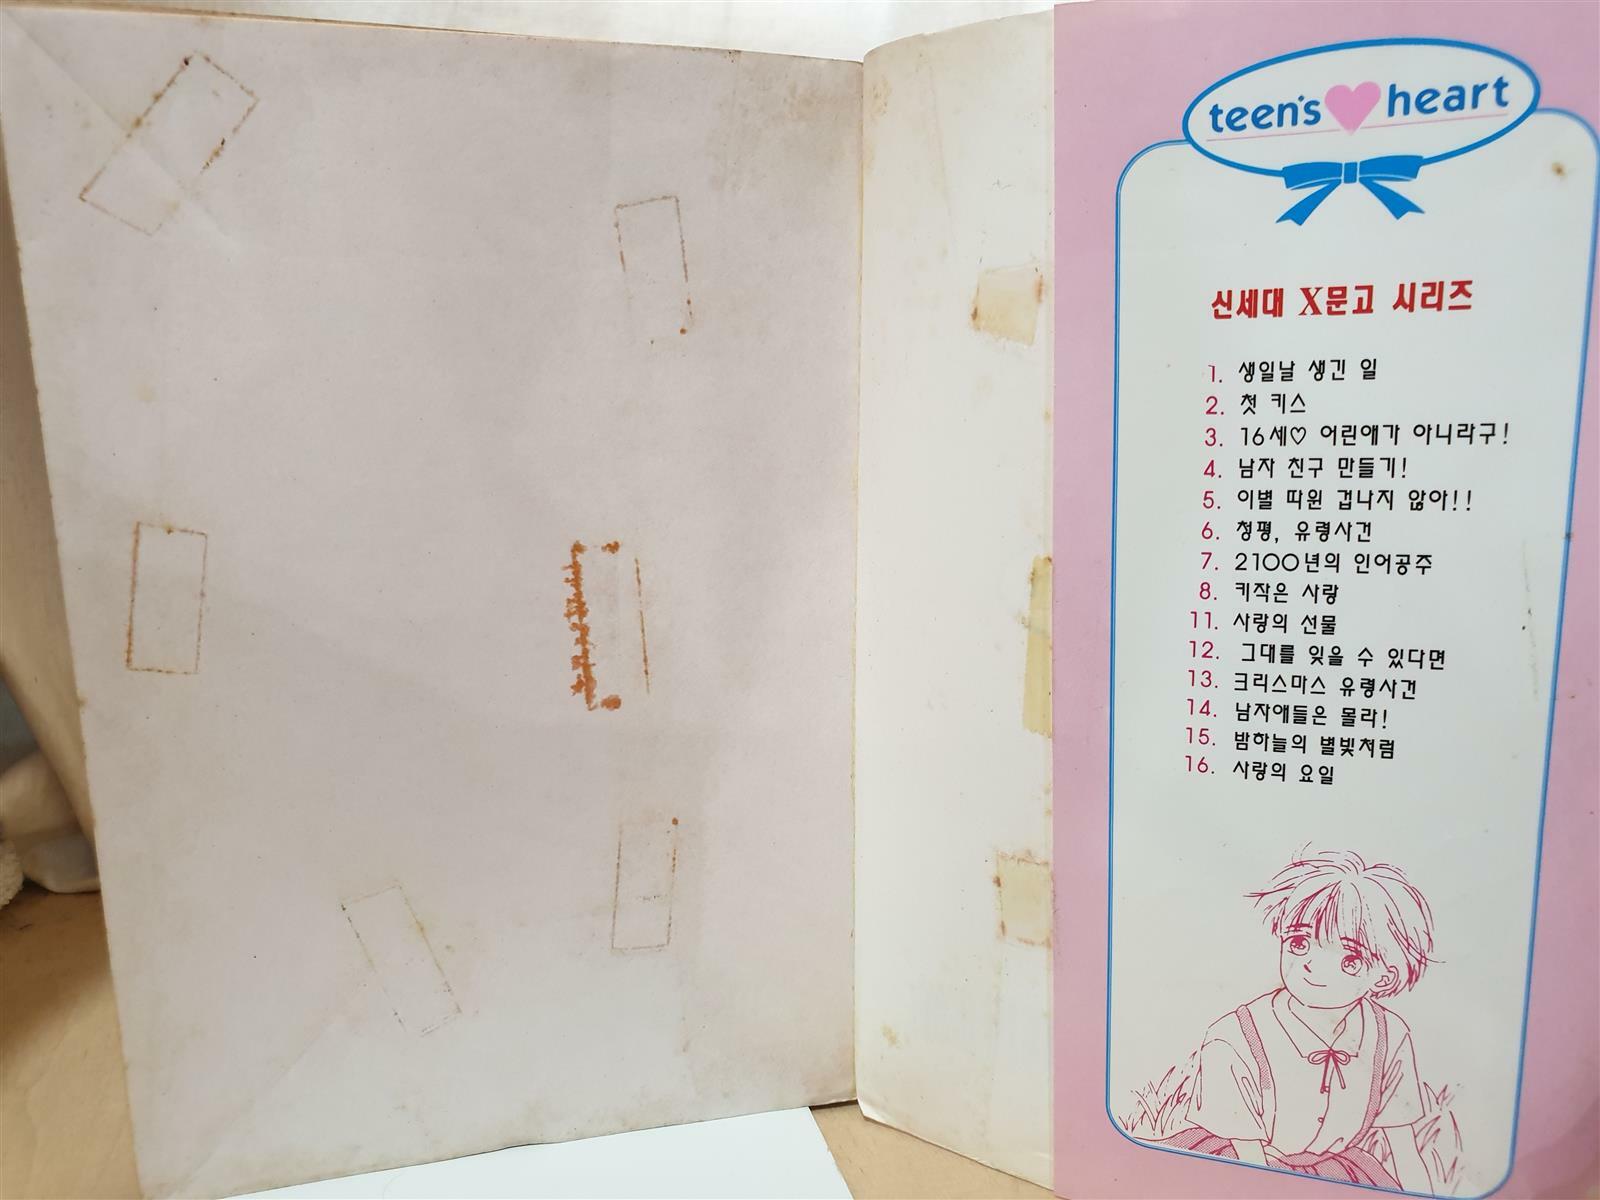 teen's♥heart
신세대 X문고 시리즈
1. 생일날 생긴 일
2. 첫 키스
3. 16세♡ 어린애가 아니라구!
4. 남자 친구 만들기!
5. 이별 따윈 겁나지 않아!!
6. 청평, 유령사건
7. 2100년의 인어공주
8. 키작은 사랑
11. 사랑의 선물
12. 그대를 잊을 수 있다면
13. 크리스마스 유령사건
14. 남자애들은 몰라!
15. 밤하늘의 별빛처럼
16. 사랑의 요일